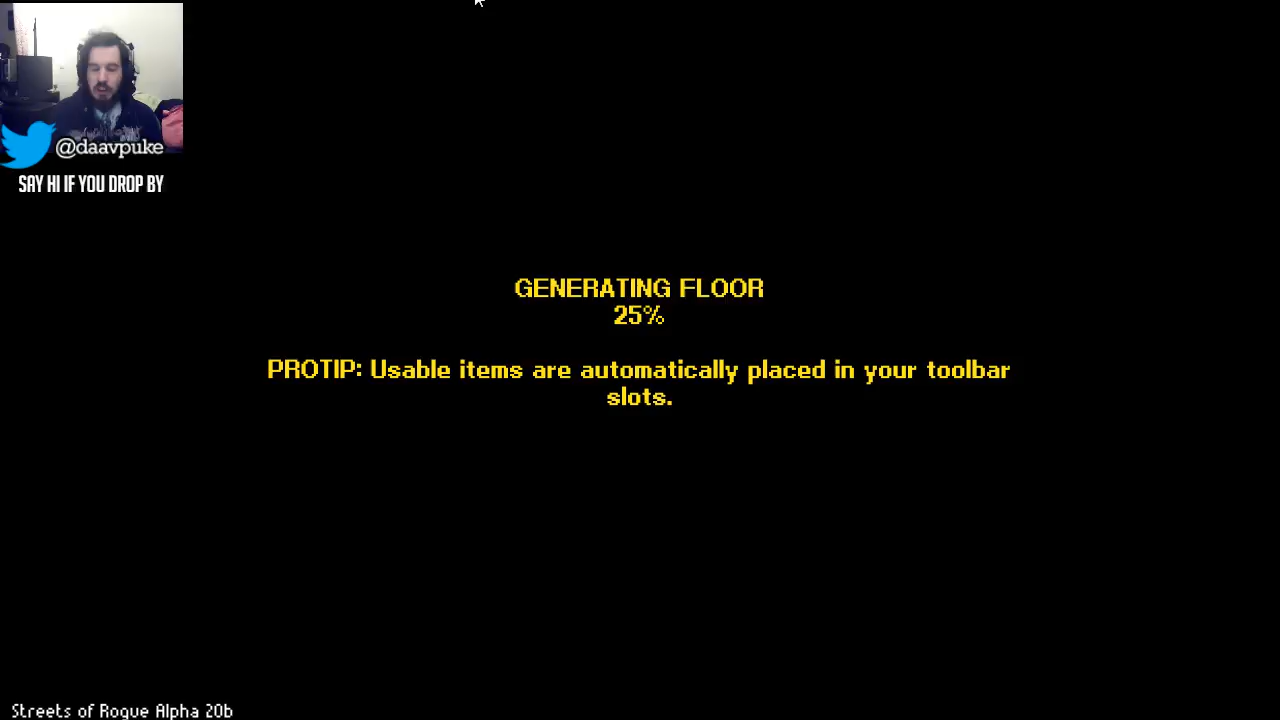 @daavpuke
SAY HI IF YOU DROP BY
GENERATING FLOOR
25%
PROTIP: Usable items are automatically placed in your toolbar
slots.
Streets of Rogue Alpha 20b